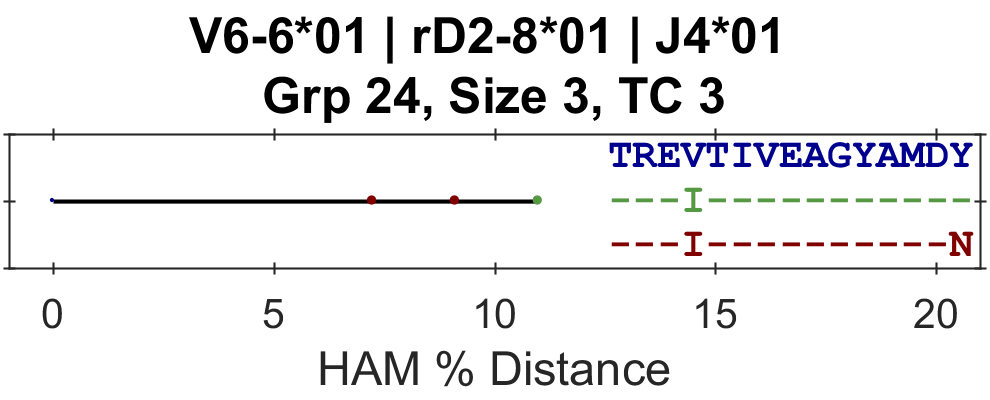 V6-6*01 | rD2-8*01 | J4*01
Grp 24, Size 3, TC 3
TREVTIVEAGYAMDY
---I-----------
---I----------N
0 5 10 15 20
HAM % Distance